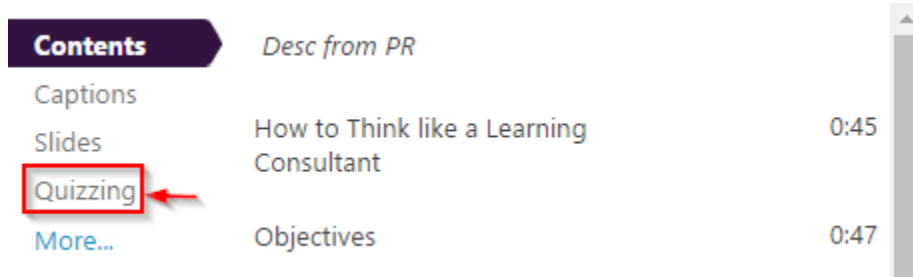 Contents
Desc from PR
Captions
How to Think like a Learning
Consultant
0:45
Slides
Quizzing
More...
Objectives
0:47